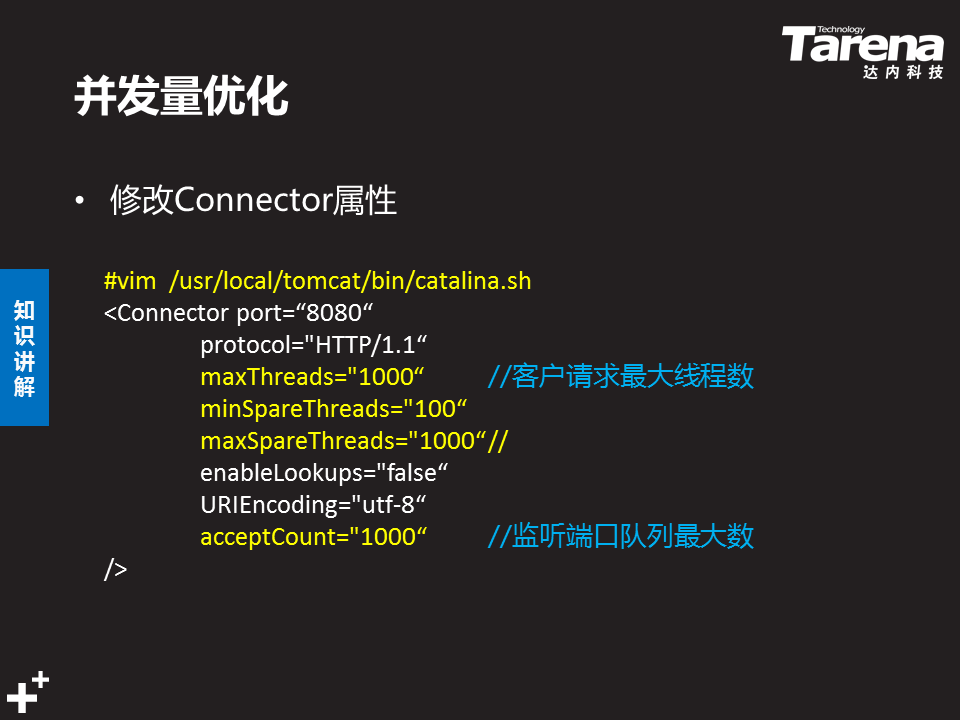 Technology
Tarena
达内科技
并发量优化
• 修改Connector属性
#vim /usr/local/tomcat/bin/catalina.sh
<Connector port=“8080“
protocol="HTTP/1.1“
maxThreads="1000“ //客户请求最大线程数
minSpareThreads="100“
maxSpareThreads="1000“//
enableLookups="false“
URIEncoding="utf-8“
acceptCount="1000“ //监听端口队列最大数
/>
知识讲解